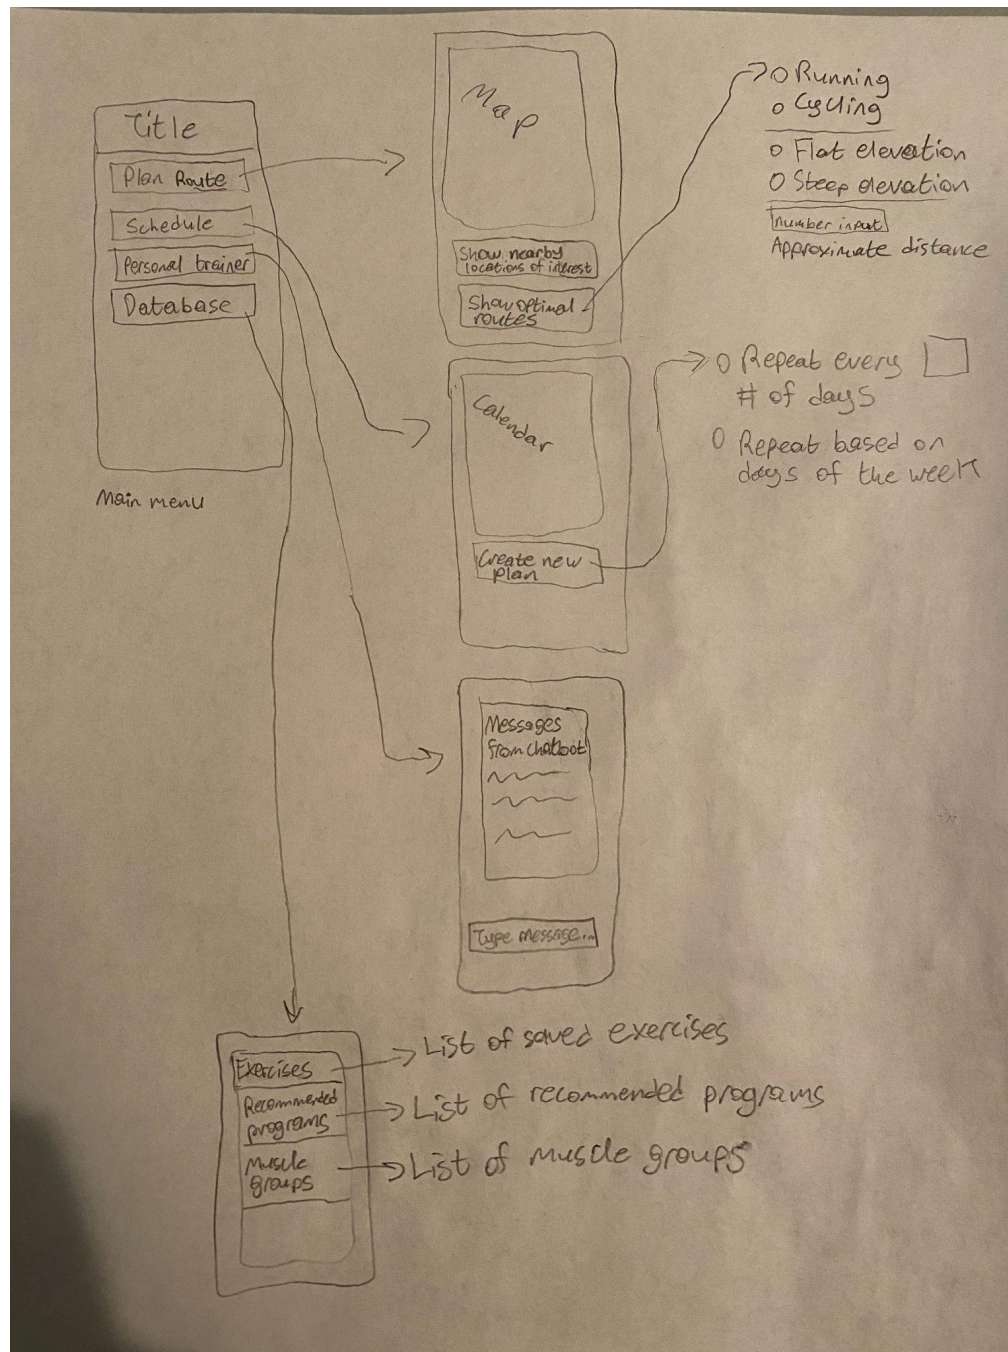 Title
Plan Route
Schedule
Personal trainer
Database
Main menu
Map
Show nearby
locations of interest
Show optimal
routes
Running
Cycling
Flat elevation
Steep elevation
number input
Approximate distance
Calendar
Create new
plan
Repeat every
# of days
Repeat based on
days of the week
Messages
from chatbot
Type message...
Exercises
Recommended
programs
Muscle
groups
List of saved exercises
List of recommended programs
List of muscle groups